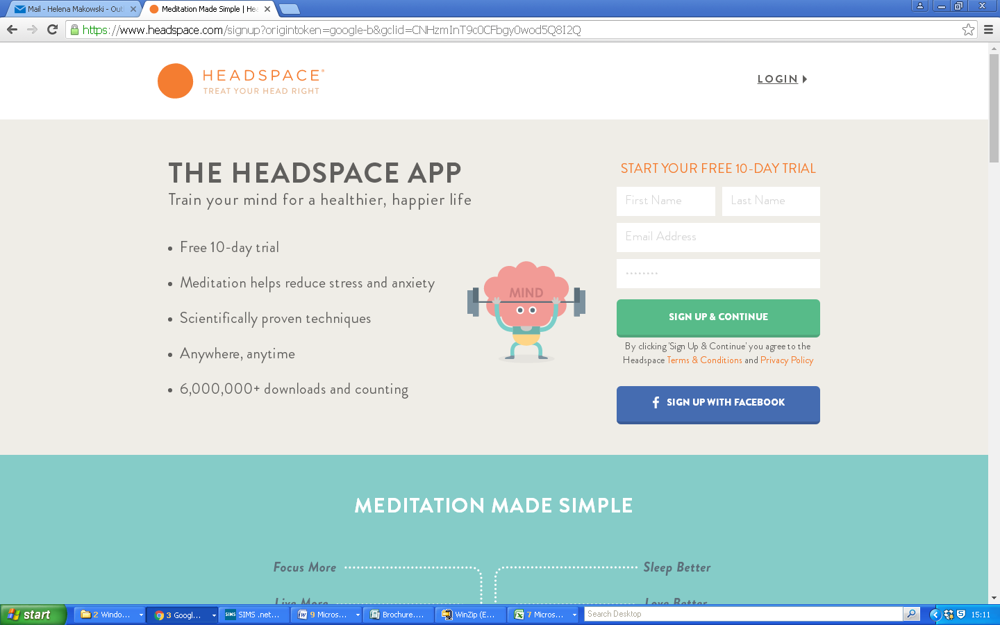 Mail - Helena Makowski - Outl
Meditation Made Simple | Hea
https://www.headspace.com/signup?origintoken=google-b&gclid=CNHzmInT9c0CFbgy0wod5Q8I2Q
HEADSPACE®
TREAT YOUR HEAD RIGHT
LOGIN
THE HEADSPACE APP
Train your mind for a healthier, happier life
• Free 10-day trial
• Meditation helps reduce stress and anxiety
• Scientifically proven techniques
• Anywhere, anytime
• 6,000,000+ downloads and counting
MIND
START YOUR FREE 10-DAY TRIAL
First Name
Last Name
Email Address
SIGN UP & CONTINUE
By clicking 'Sign Up & Continue' you agree to the
Headspace Terms & Conditions and Privacy Policy
f SIGN UP WITH FACEBOOK
MEDITATION MADE SIMPLE
Focus More
Sleep Better
Live More
Love Better
start
2 Windo...
3 Googl...
SIMS SIMS .net...
9 Micros...
Brochure....
WinZip (E...
7 Micros...
Search Desktop
15:11